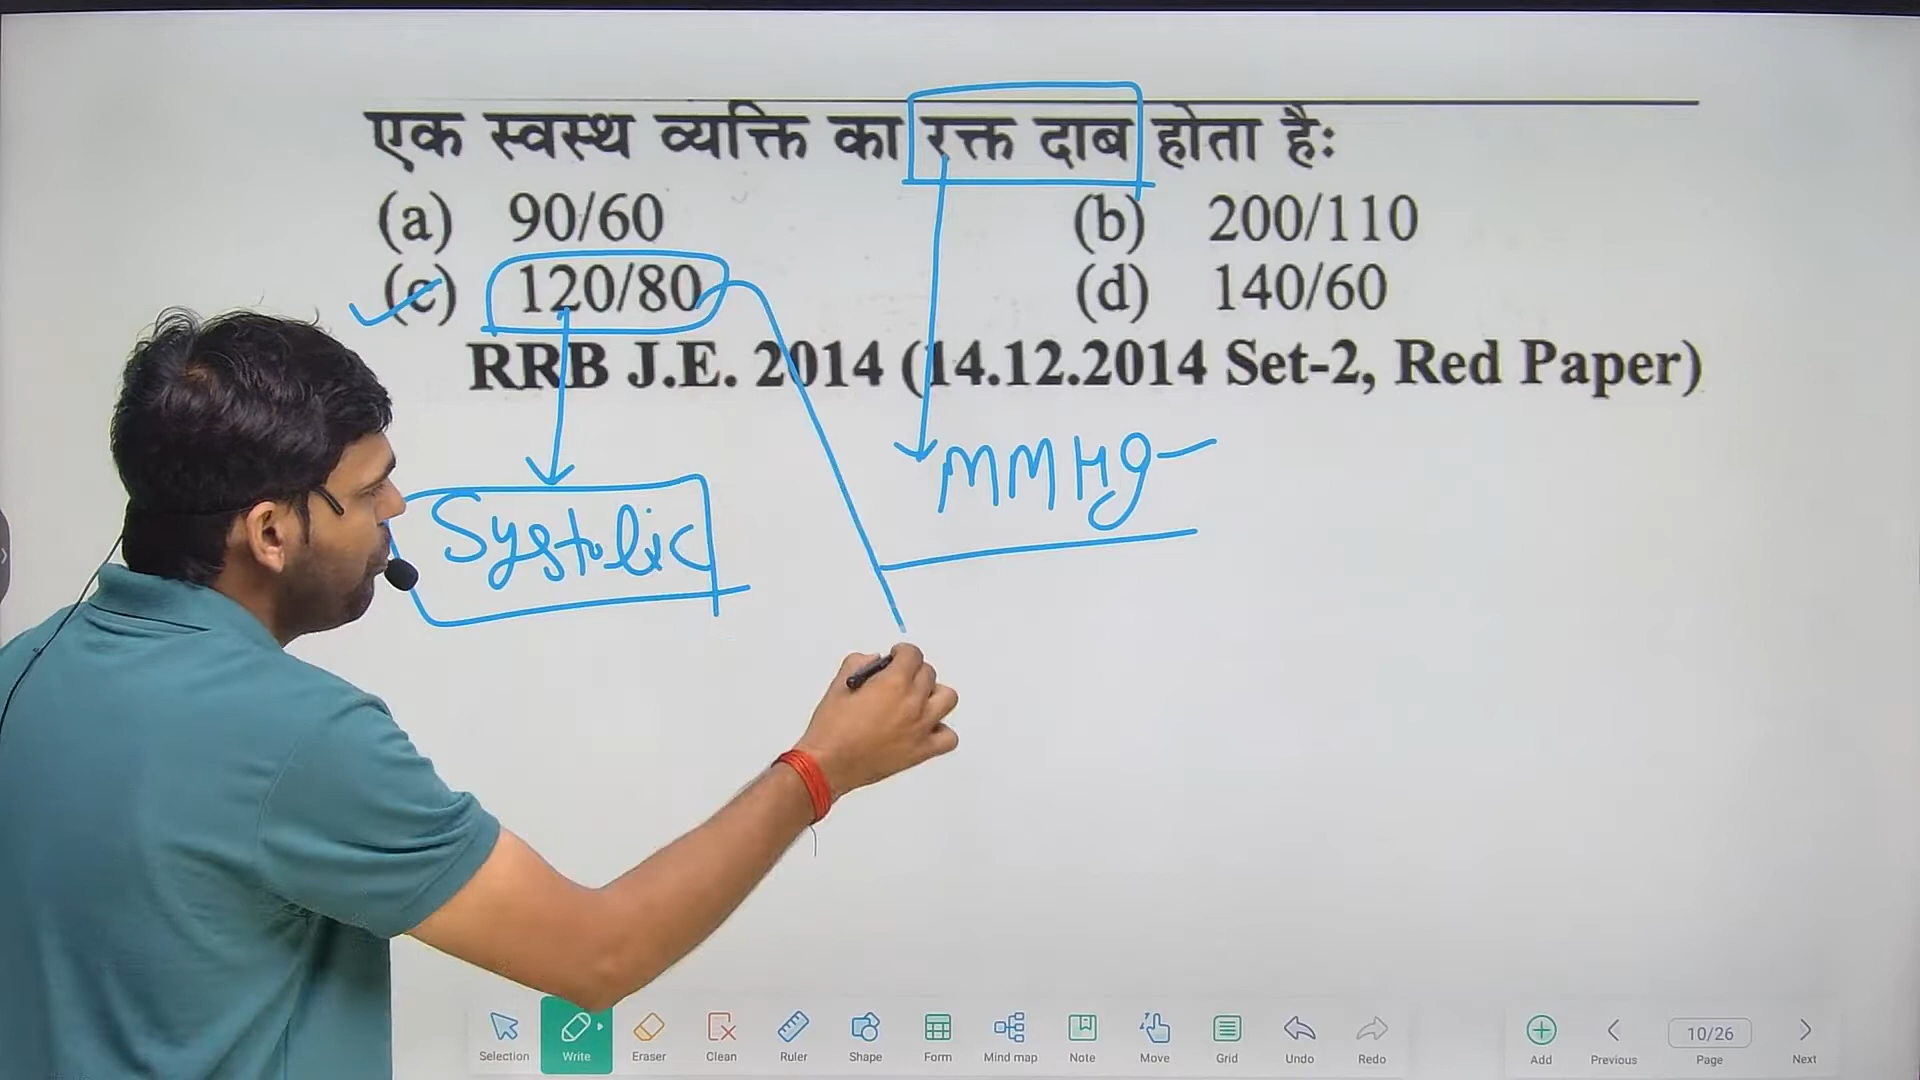 एक स्वस्थ व्यक्ति का रक्त दाब होता हैः
(a) 90/60 (b) 200/110
(c) 120/80 (d) 140/60
RRB J.E. 2014 (14.12.2014 Set-2, Red Paper)
MMHg
Systolic
Selection Write Eraser Clean Ruler Shape Form Mind map Note Move Grid Undo Redo Add Previous 10/26 Page Next